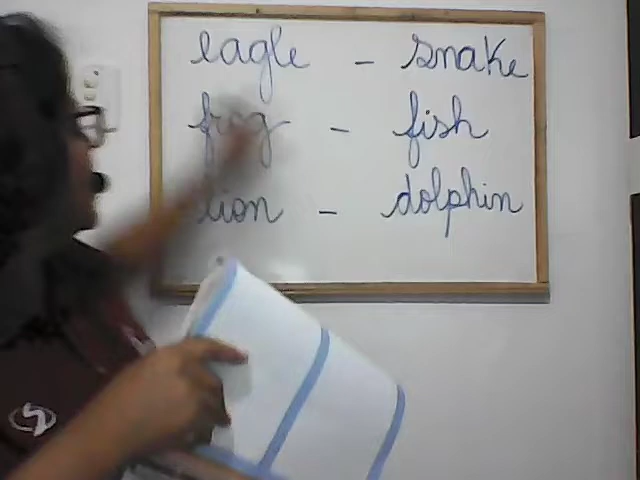 eagle - snake
frog - fish
lion - dolphin